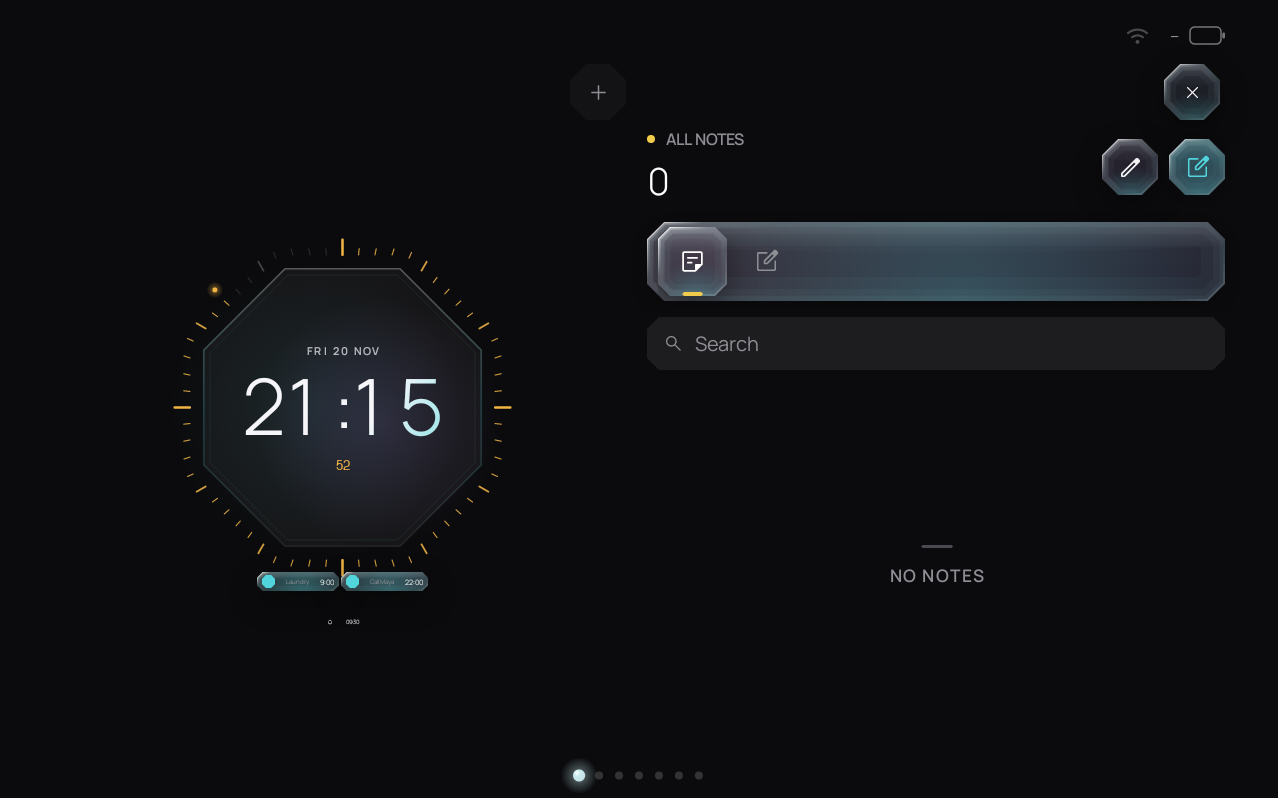 ALL NOTES
0
Search
FRI 20 NOV
21:15
52
Laundry 9:00
Call Maya 22:00
0930
NO NOTES